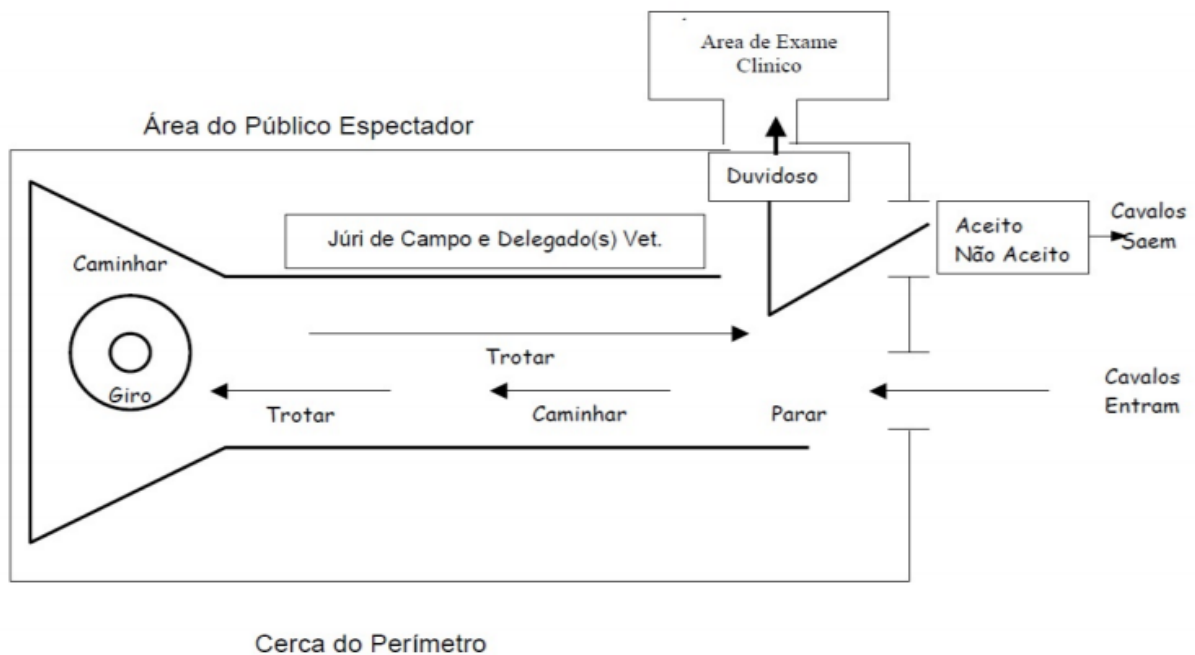 Area de Exame
Clinico
Área do Público Espectador
Duvidoso
Júri de Campo e Delegado(s) Vet.
Aceito
Não Aceito
Cavalos
Saem
Caminhar
Trotar
Giro
Trotar
Caminhar
Parar
Cavalos
Entram
Cerca do Perímetro